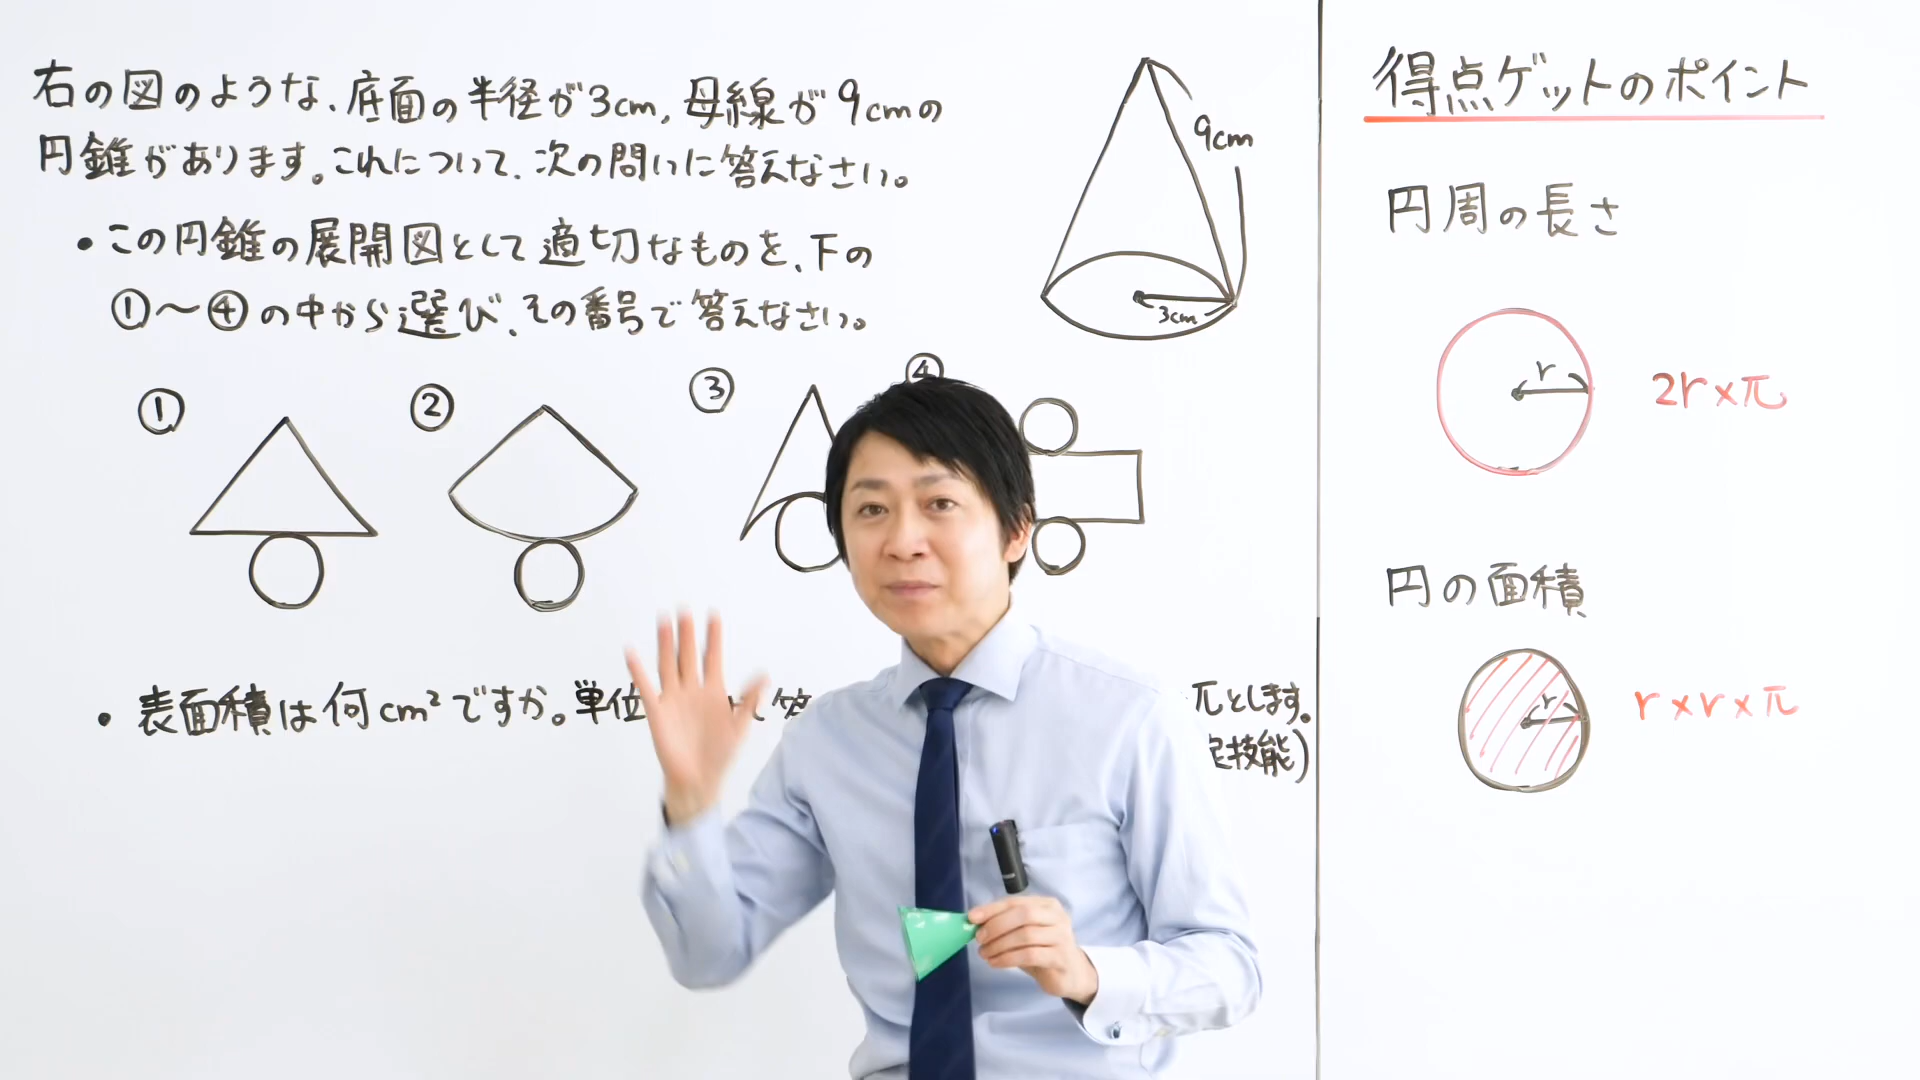 右の図のような、底面の半径が3cm, 母線が9cmの
円錐があります。これについて、次の問いに答えなさい。
・この円錐の展開図として適切なものを、下の
①〜④の中から選び、その番号で答えなさい。
9cm
3cm
①
②
③
④
・表面積は何cm²ですか。単位
πとします。
技能)
得点ゲットのポイント
円周の長さ
r
2r×π
円の面積
r
r×r×π